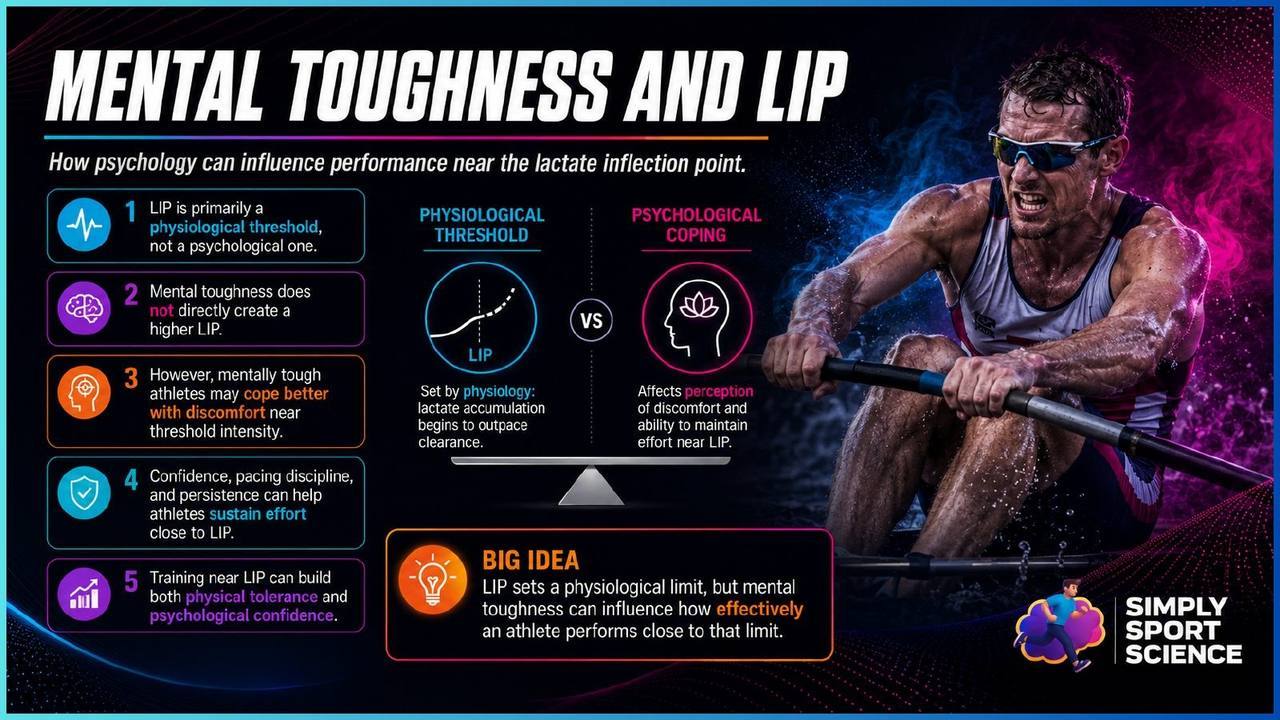 MENTAL TOUGHNESS AND LIP
How psychology can influence performance near the lactate inflection point.
1
LIP is primarily a
physiological threshold,
not a psychological one.
2
Mental toughness does
not directly create a
higher LIP.
3
However, mentally tough
athletes may cope better
with discomfort near
threshold intensity.
4
Confidence, pacing discipline,
and persistence can help
athletes sustain effort
close to LIP.
5
Training near LIP can build
both physical tolerance and
psychological confidence.
PHYSIOLOGICAL
THRESHOLD
LIP
Set by physiology:
lactate accumulation
begins to outpace
clearance.
VS
PSYCHOLOGICAL
COPING
Affects perception
of discomfort and
ability to maintain
effort near LIP.
BIG IDEA
LIP sets a physiological limit, but mental
toughness can influence how effectively
an athlete performs close to that limit.
SIMPLY
SPORT
SCIENCE